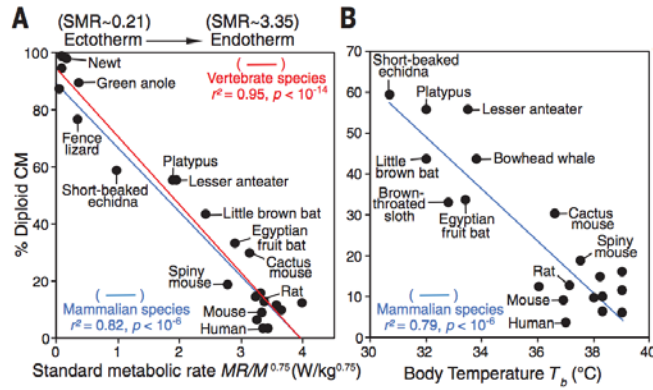 A
(SMR~0.21) (SMR~3.35)
Ectotherm Endotherm
% Diploid CM
100
80
60
40
20
0
0 1 2 3 4
Newt
Green anole
Fence
lizard
Short-beaked
echidna
Platypus
Lesser anteater
Little brown bat
Egyptian
fruit bat
Cactus
mouse
Spiny
mouse
Rat
Mouse
Human
( — )
Vertebrate species
r² = 0.95, p < 10⁻¹⁴
( — )
Mammalian species
r² = 0.82, p < 10⁻⁶
Standard metabolic rate MR/M⁰·⁷⁵(W/kg⁰·⁷⁵)
B
70
60
50
40
30
20
10
0
30 32 34 36 38 40
Short-beaked
echidna
Platypus
Lesser anteater
Little
brown bat
Bowhead whale
Brown-
throated
sloth
Egyptian
fruit bat
Cactus
mouse
Spiny mouse
Rat
Mouse
Human
( — )
Mammalian species
r² = 0.79, p < 10⁻⁶
Body Temperature T_b (°C)